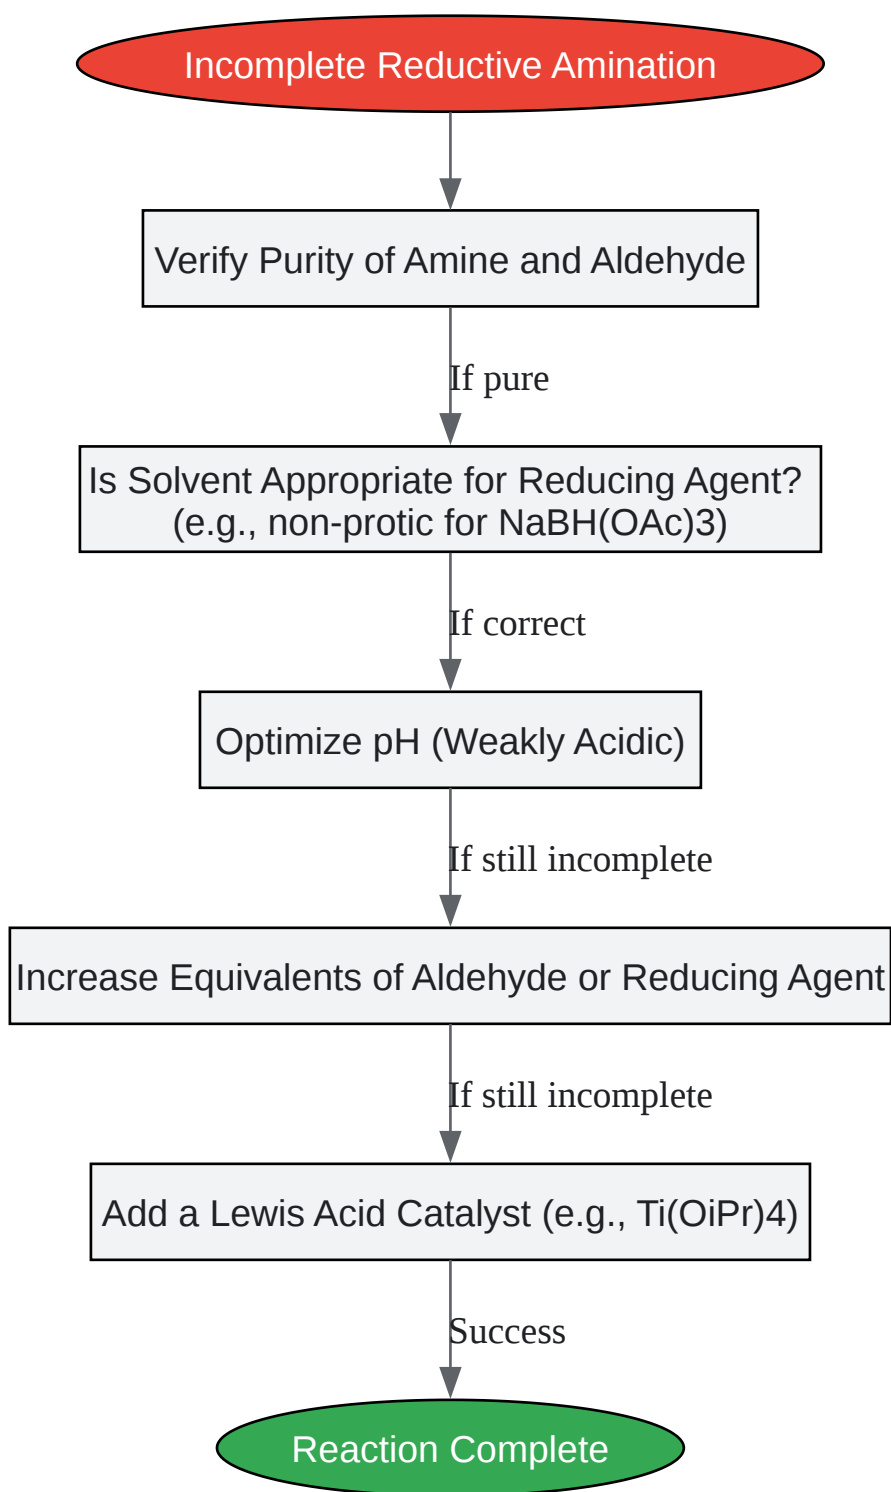 Incomplete Reductive Amination
Verify Purity of Amine and Aldehyde
If pure
Is Solvent Appropriate for Reducing Agent?
(e.g., non-protic for NaBH(OAc)3)
If correct
Optimize pH (Weakly Acidic)
If still incomplete
Increase Equivalents of Aldehyde or Reducing Agent
If still incomplete
Add a Lewis Acid Catalyst (e.g., Ti(OiPr)4)
Success
Reaction Complete